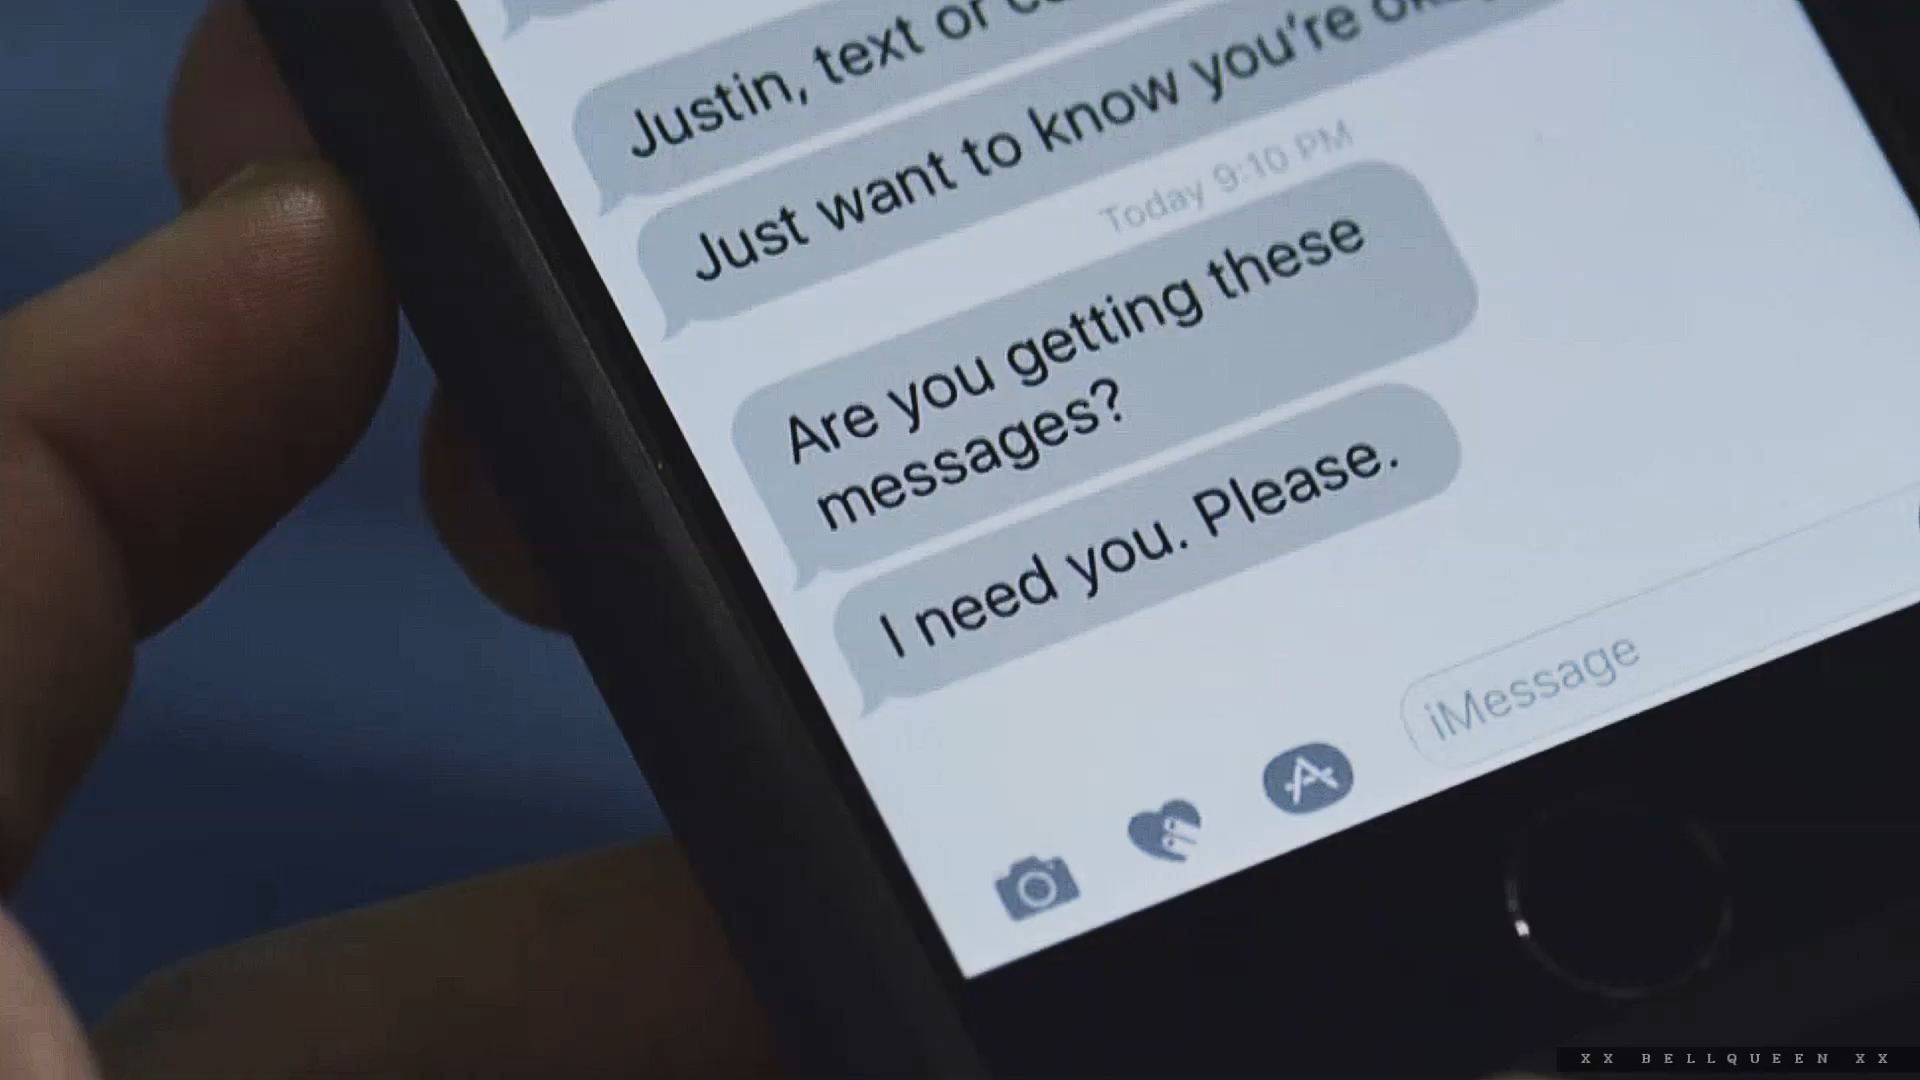 Justin, text or
Just want to know you're
Today 9:10 PM
Are you getting these
messages?
I need you. Please.
iMessage
XX BELLQUEEN XX